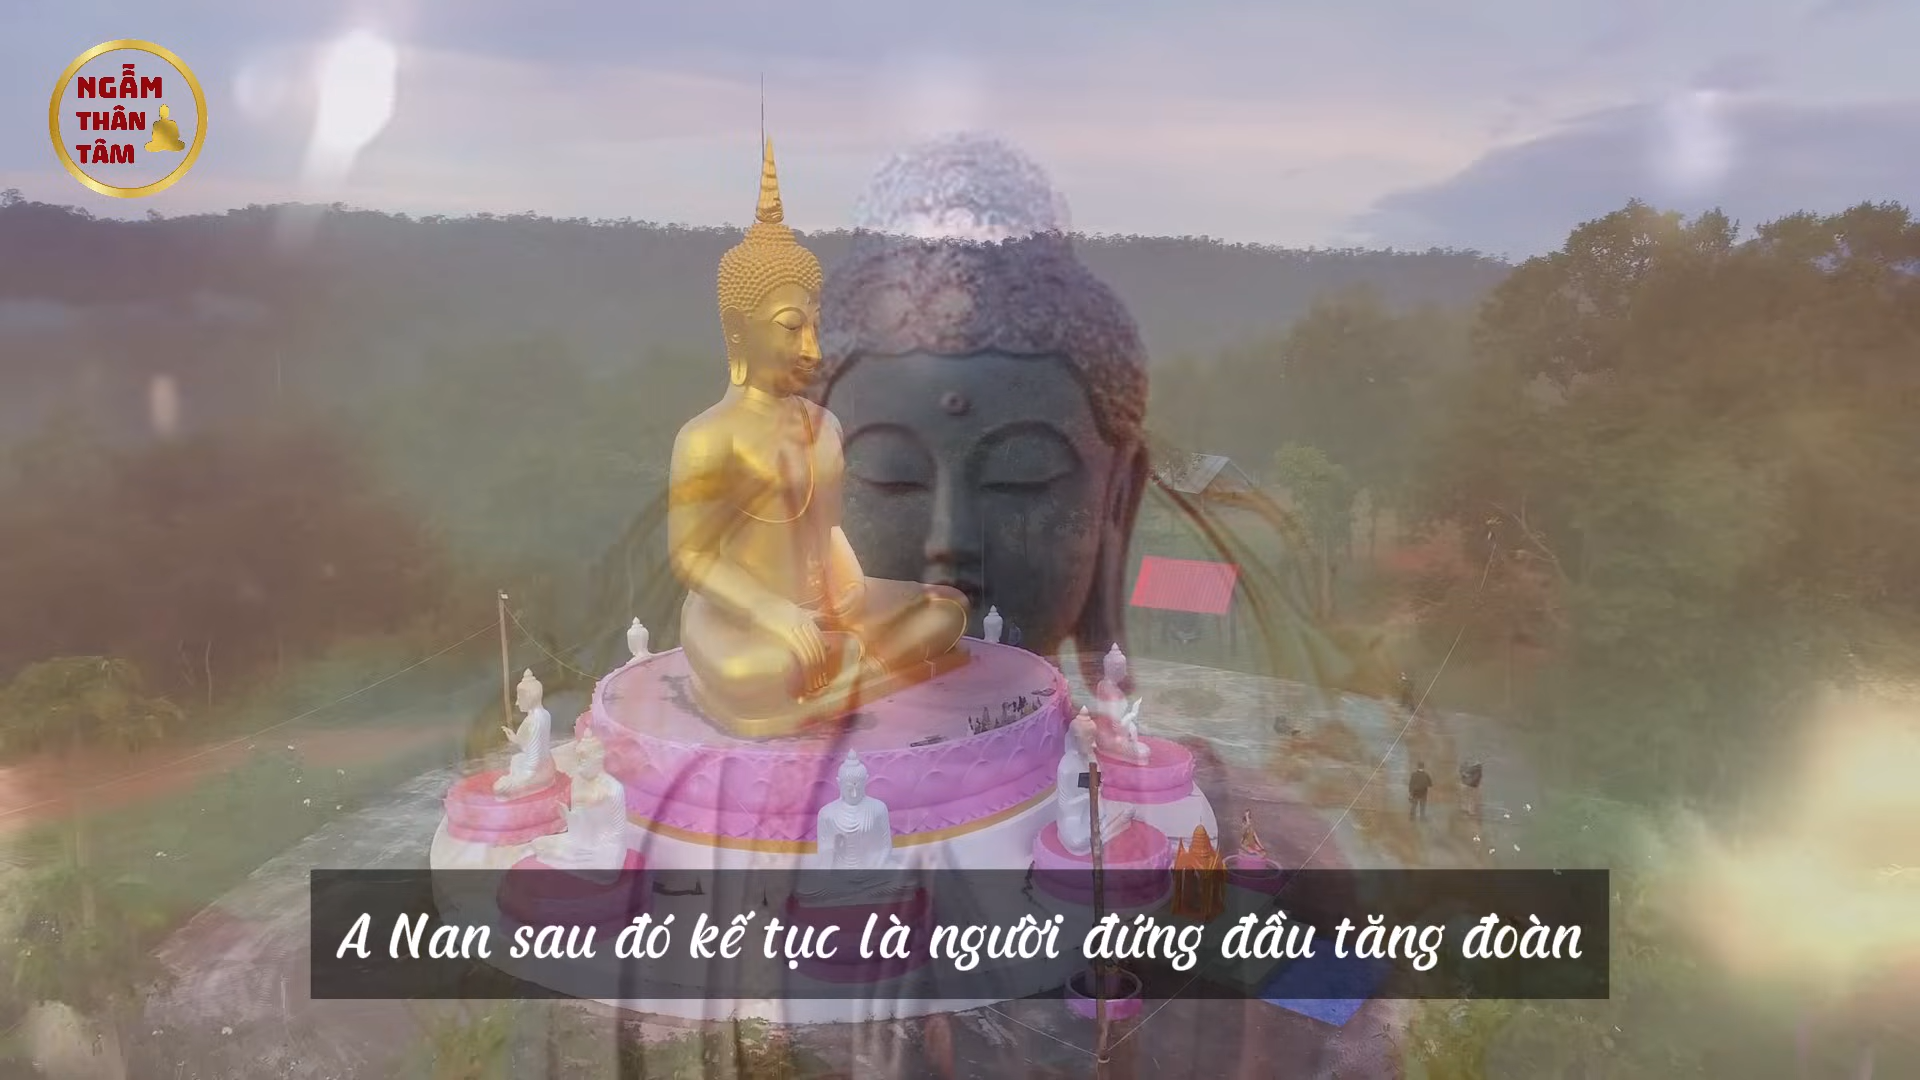 NGẪM
THÂN
TÂM
A Nan sau đó kế tục là người đứng đầu tăng đoàn